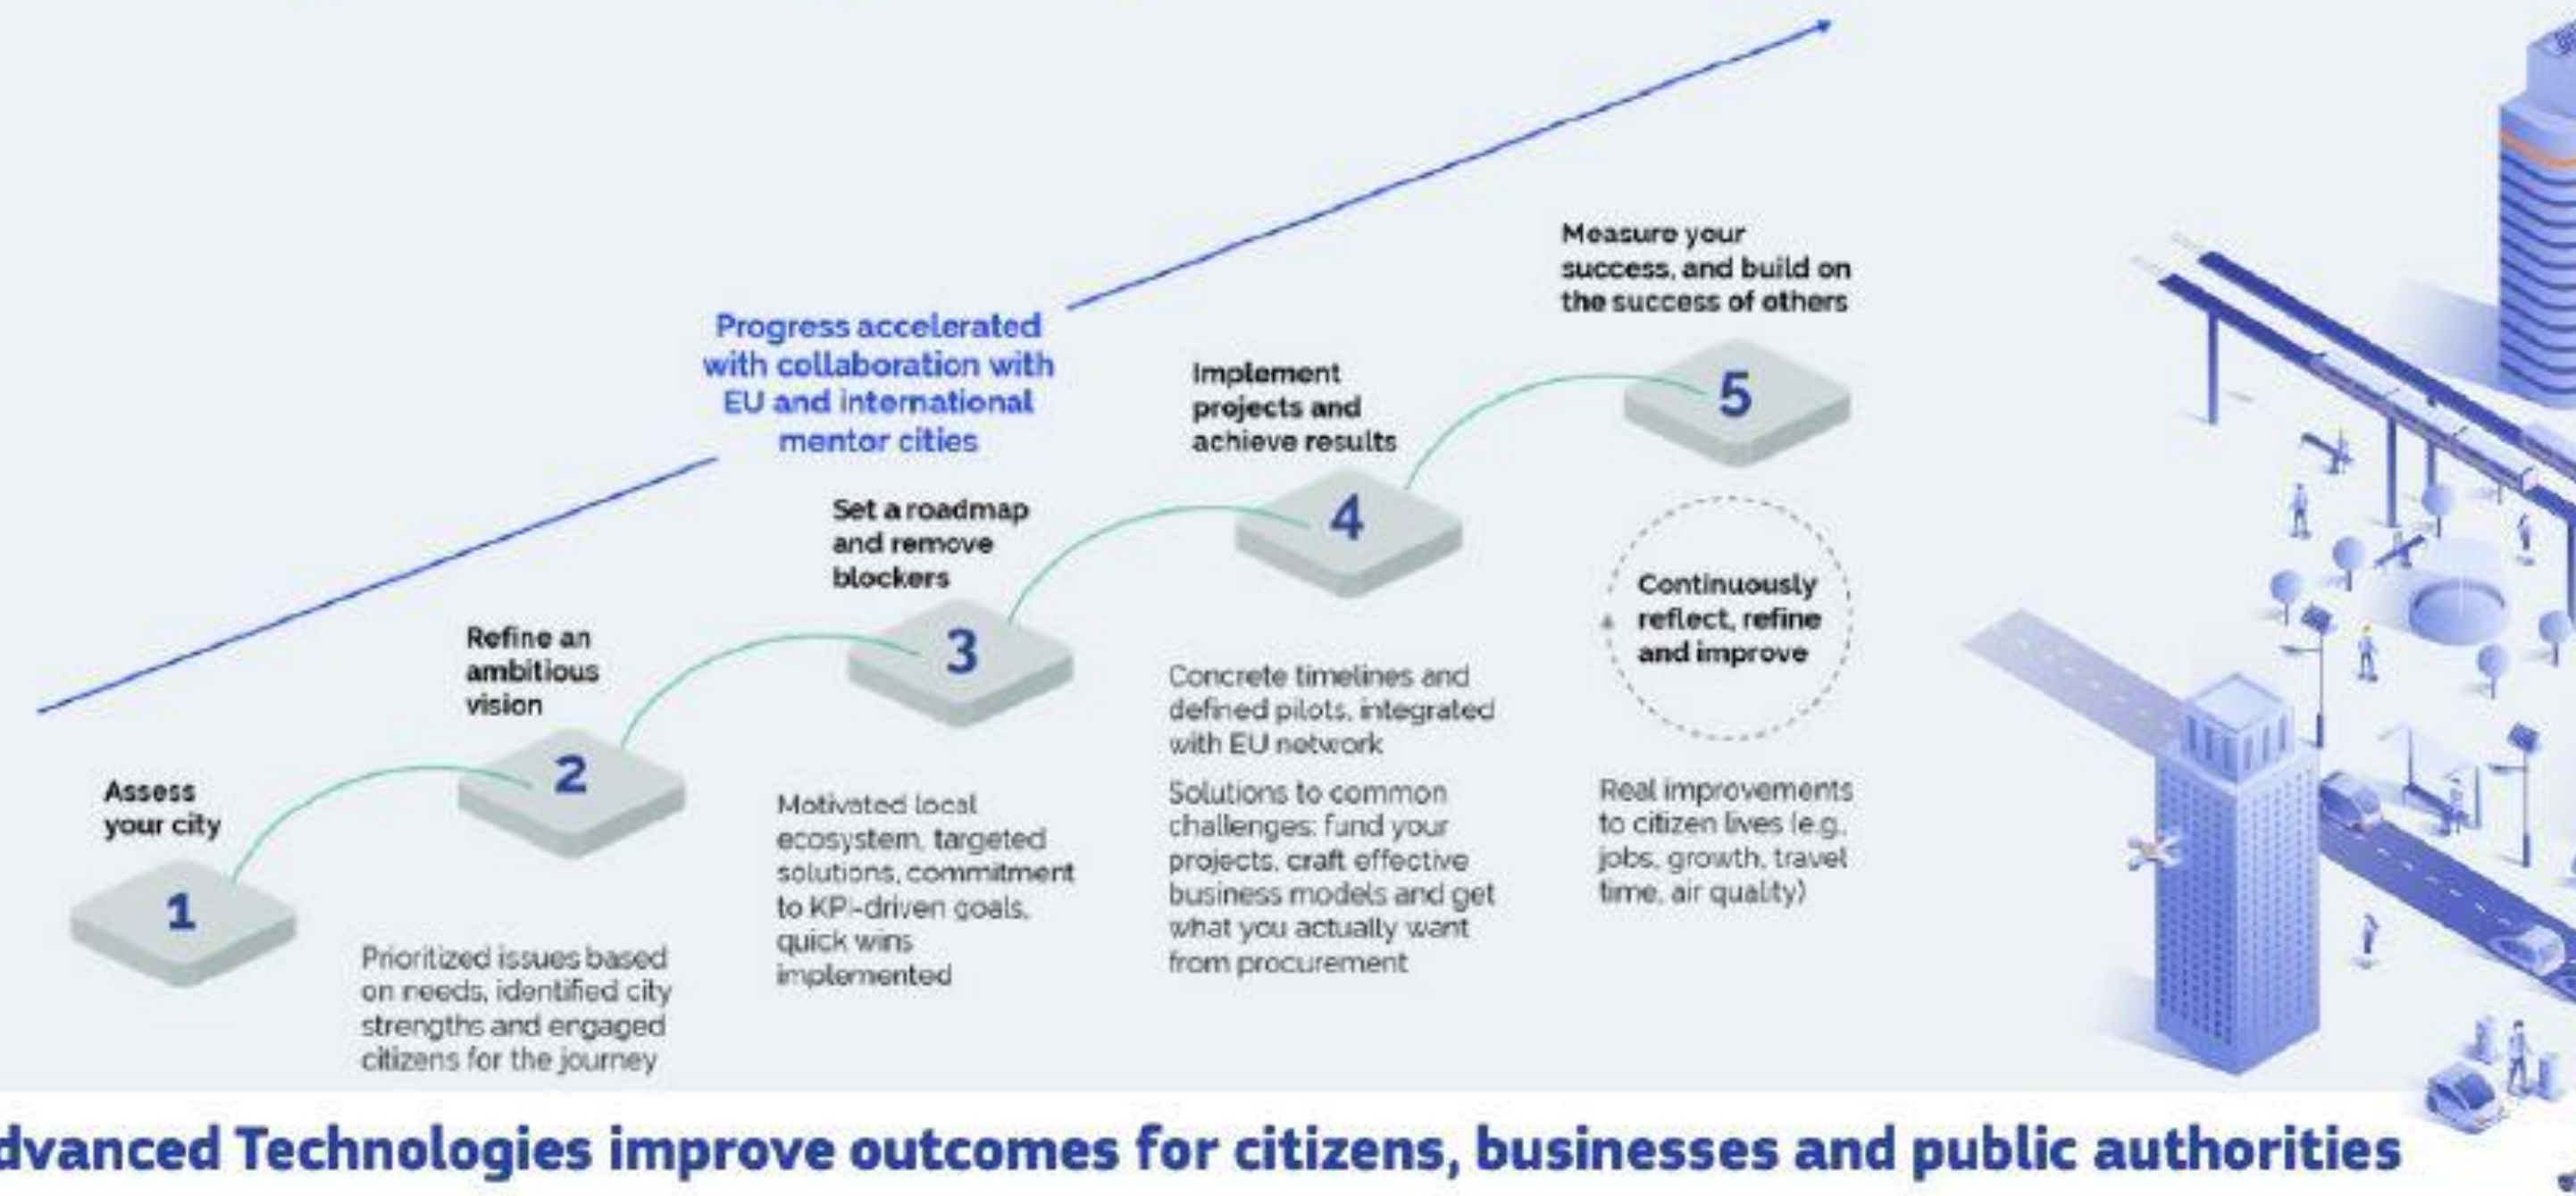 Progress accelerated
with collaboration with
EU and international
mentor cities
Assess
your city
1
Refine an
ambitious
vision
2
Prioritized issues based
on needs, identified city
strengths and engaged
citizens for the journey
Set a roadmap
and remove
blockers
3
Motivated local
ecosystem, targeted
solutions, commitment
to KPI-driven goals,
quick wins
implemented
Implement
projects and
achieve results
4
Concrete timelines and
defined pilots, integrated
with EU network
Solutions to common
challenges: fund your
projects, craft effective
business models and get
what you actually want
from procurement
Measure your
success, and build on
the success of others
5
Continuously
reflect, refine
and improve
Real improvements
to citizen lives (e.g.,
jobs, growth, travel
time, air quality)
dvanced Technologies improve outcomes for citizens, businesses and public authorities